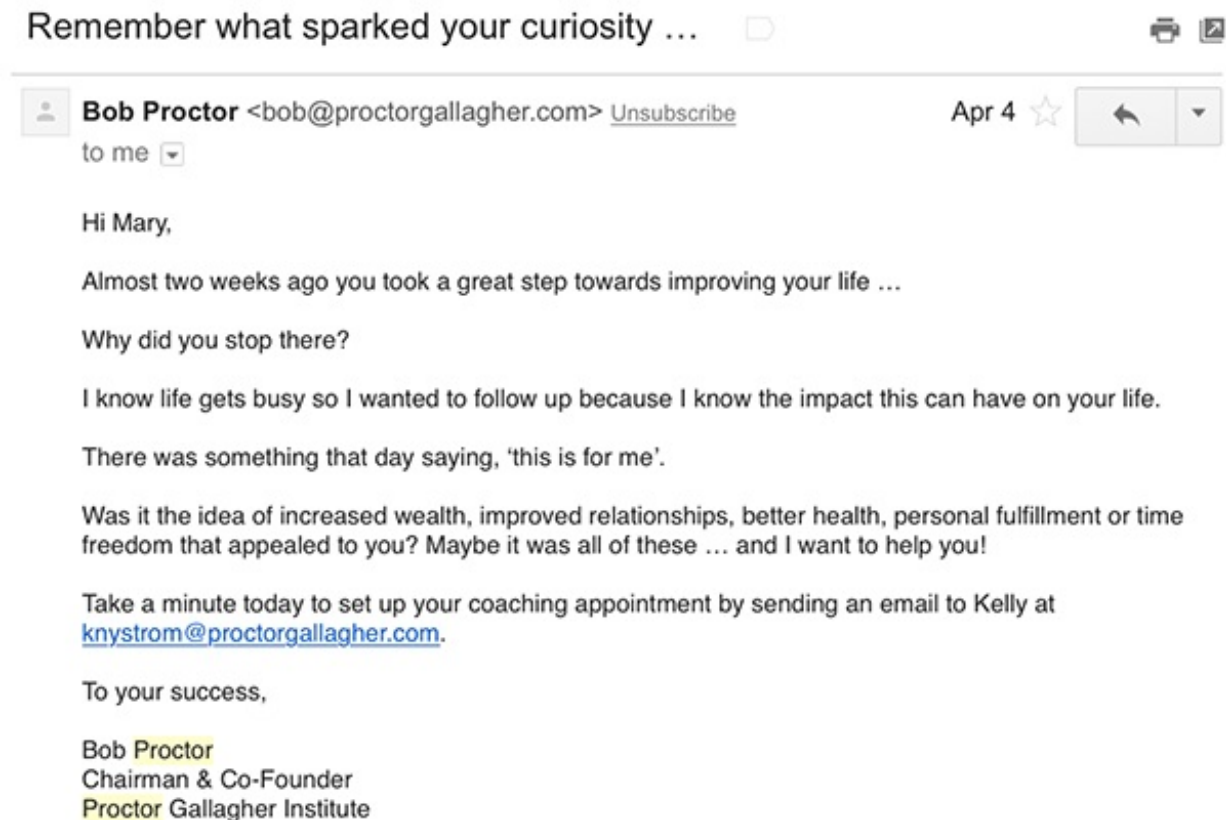 Remember what sparked your curiosity …
Bob Proctor <bob@proctorgallagher.com> Unsubscribe
Apr 4
to me
Hi Mary,
Almost two weeks ago you took a great step towards improving your life …
Why did you stop there?
I know life gets busy so I wanted to follow up because I know the impact this can have on your life.
There was something that day saying, ‘this is for me’.
Was it the idea of increased wealth, improved relationships, better health, personal fulfillment or time
freedom that appealed to you? Maybe it was all of these … and I want to help you!
Take a minute today to set up your coaching appointment by sending an email to Kelly at
knystrom@proctorgallagher.com.
To your success,
Bob Proctor
Chairman & Co-Founder
Proctor Gallagher Institute